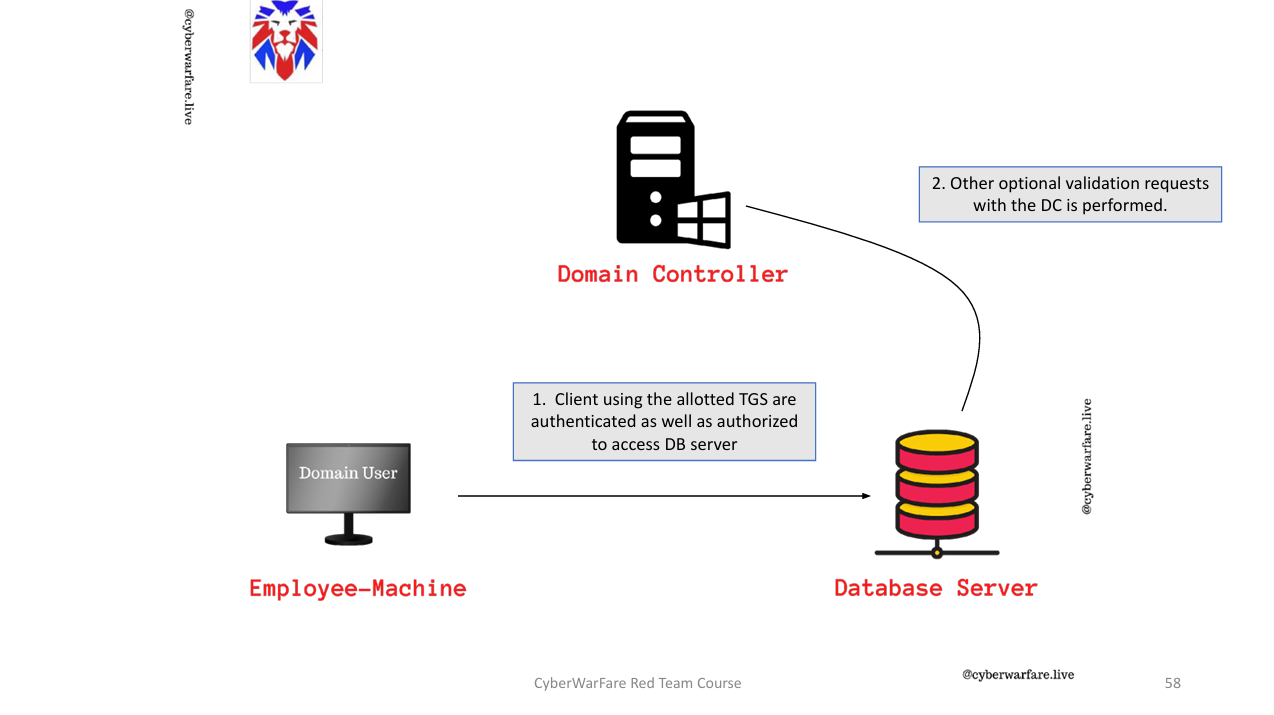 @cyberwarfare.live
2. Other optional validation requests
with the DC is performed.
Domain Controller
1. Client using the allotted TGS are
authenticated as well as authorized
to access DB server
@cyberwarfare.live
Domain User
Employee-Machine
Database Server
CyberWarFare Red Team Course
@cyberwarfare.live
58